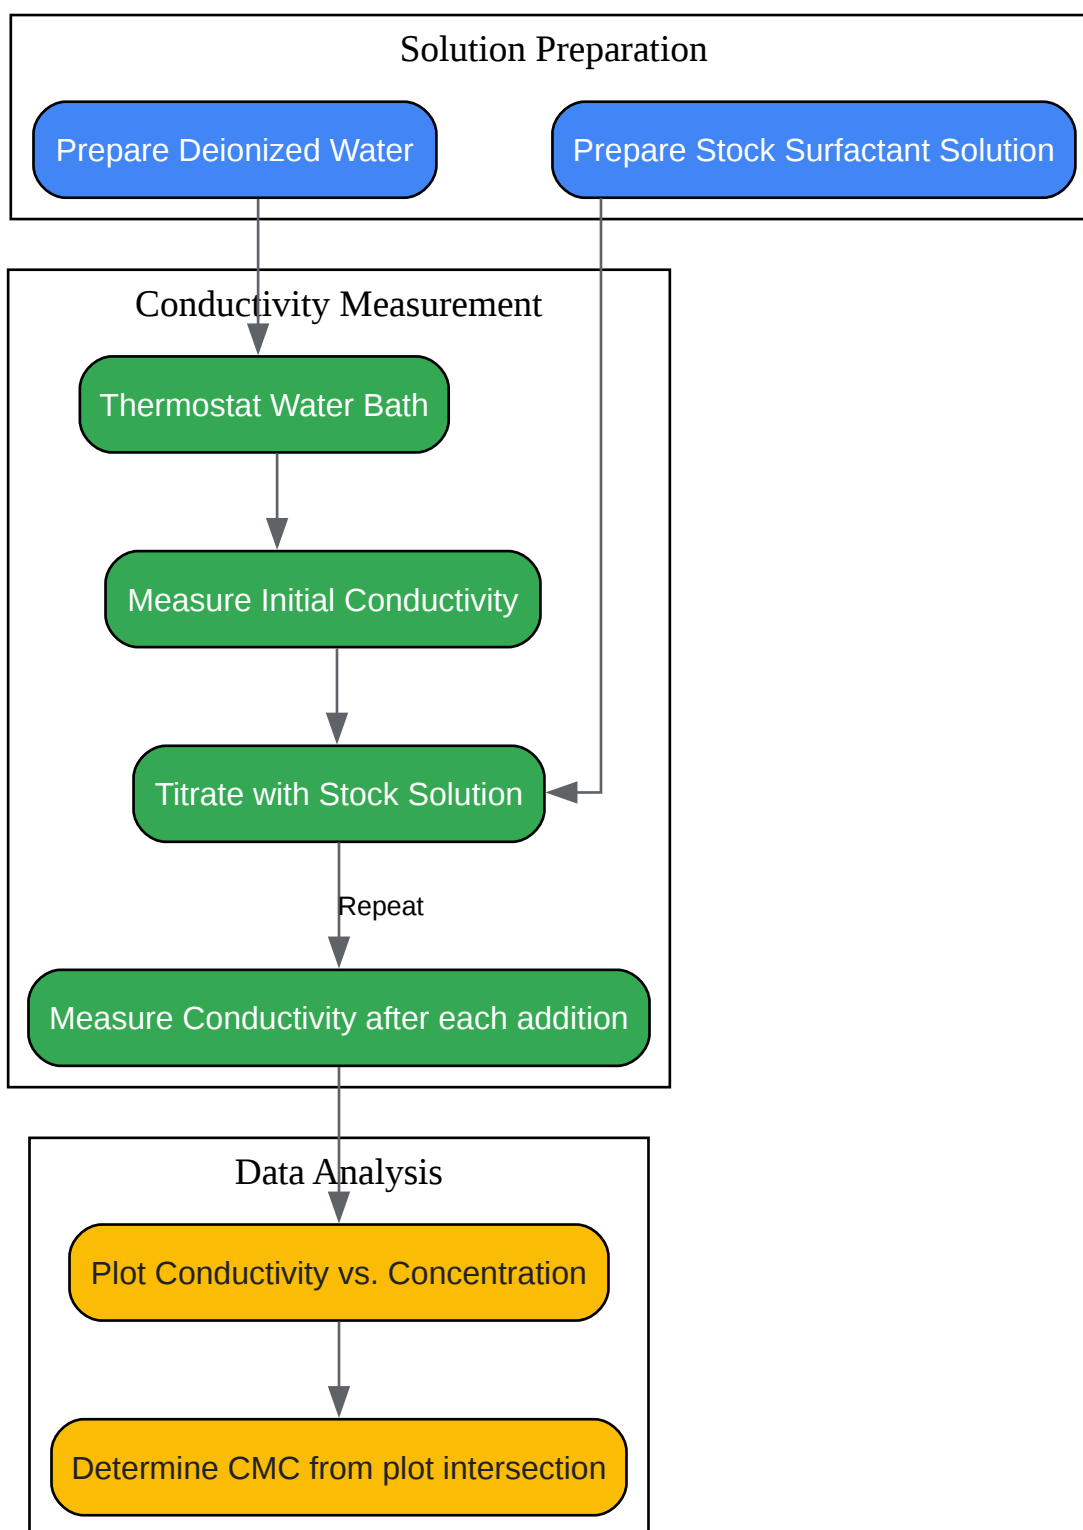 Solution Preparation
Prepare Deionized Water
Prepare Stock Surfactant Solution
Conductivity Measurement
Thermostat Water Bath
Measure Initial Conductivity
Titrate with Stock Solution
Repeat
Measure Conductivity after each addition
Data Analysis
Plot Conductivity vs. Concentration
Determine CMC from plot intersection